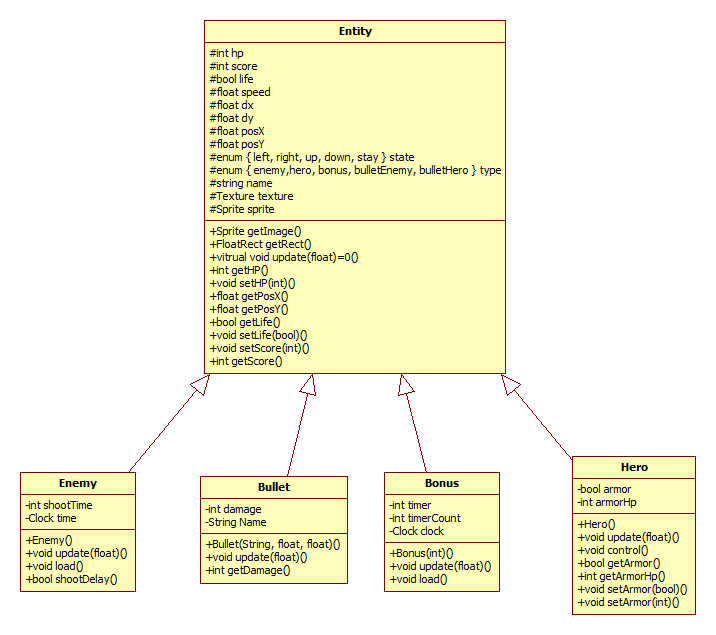 Entity
#int hp
#int score
#bool life
#float speed
#float dx
#float dy
#float posX
#float posY
#enum { left, right, up, down, stay } state
#enum { enemy,hero, bonus, bulletEnemy, bulletHero } type
#string name
#Texture texture
#Sprite sprite
+Sprite getImage()
+FloatRect getRect()
+vitrual void update(float)=0()
+int getHP()
+void setHP(int)()
+float getPosX()
+float getPosY()
+bool getLife()
+void setLife(bool)()
+void setScore(int)()
+int getScore()
Enemy
-int shootTime
-Clock time
+Enemy()
+void update(float)()
+void load()
+bool shootDelay()
Bullet
-int damage
-String Name
+Bullet(String, float, float)()
+void update(float)()
+int getDamage()
Bonus
-int timer
-int timerCount
-Clock clock
+Bonus(int)()
+void update(float)()
+void load()
Hero
-bool armor
-int armorHp
+Hero()
+void update(float)()
+void control()
+bool getArmor()
+int getArmorHp()
+void setArmor(bool)()
+void setArmor(int)()